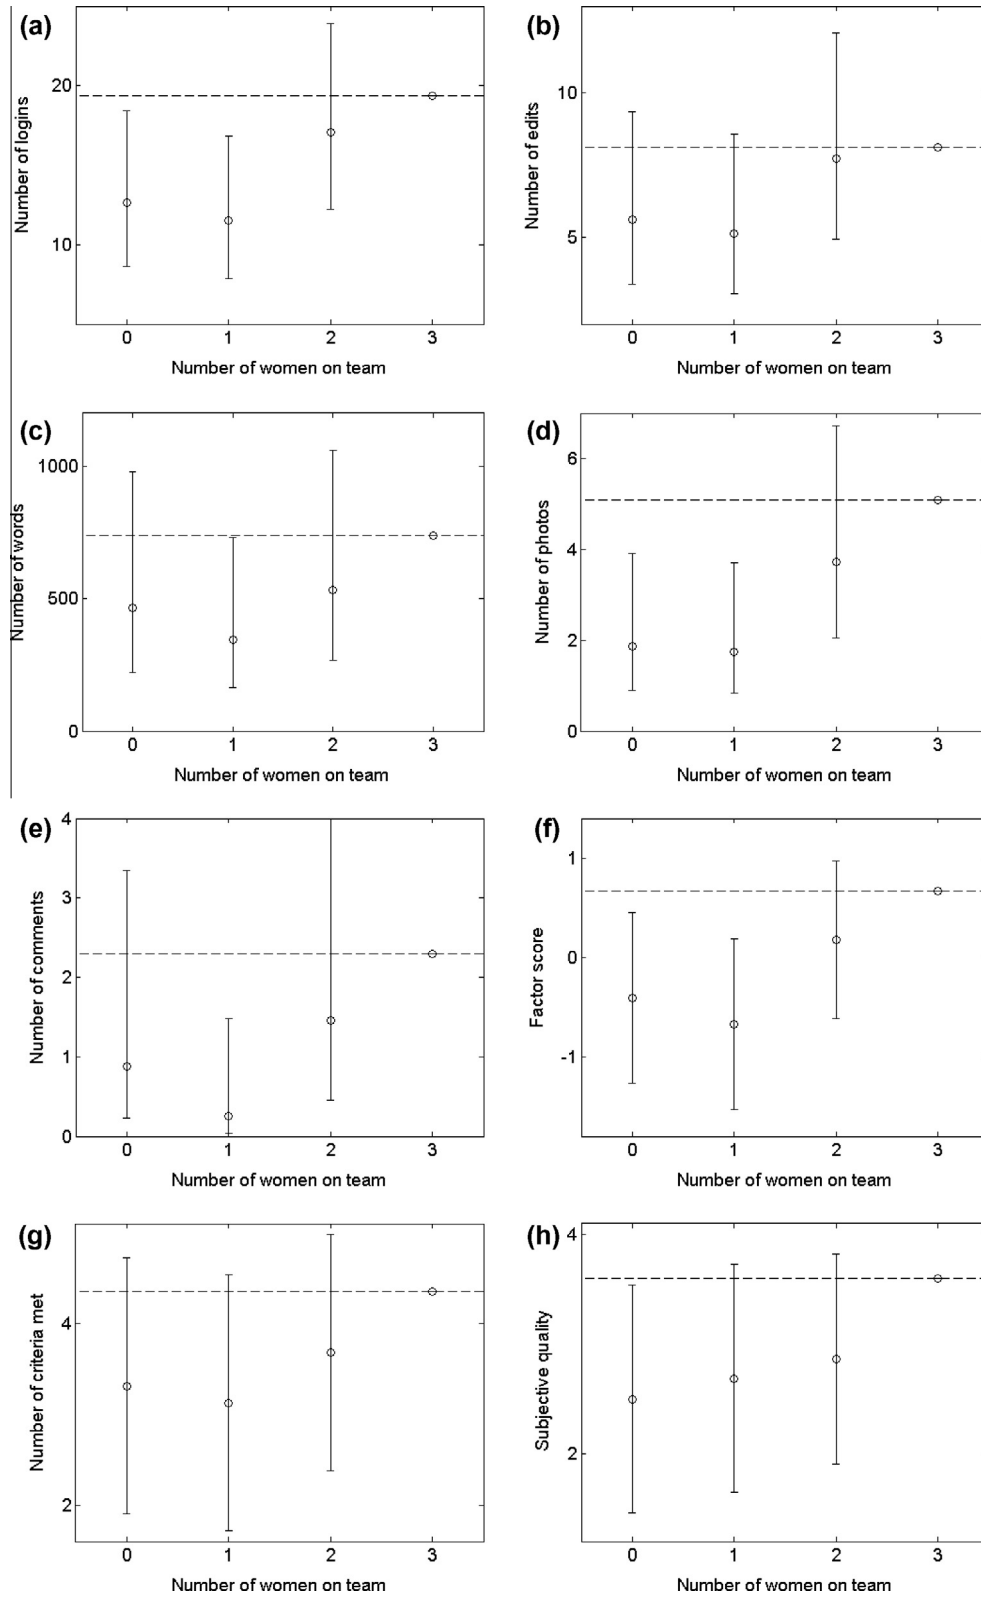 (a)
Number of logins
20
10
0 1 2 3
Number of women on team
(b)
Number of edits
10
5
0 1 2 3
Number of women on team
(c)
Number of words
1000
500
0
0 1 2 3
Number of women on team
(d)
Number of photos
6
4
2
0
0 1 2 3
Number of women on team
(e)
Number of comments
4
3
2
1
0
0 1 2 3
Number of women on team
(f)
Factor score
1
0
-1
0 1 2 3
Number of women on team
(g)
Number of criteria met
4
2
0 1 2 3
Number of women on team
(h)
Subjective quality
4
2
0 1 2 3
Number of women on team